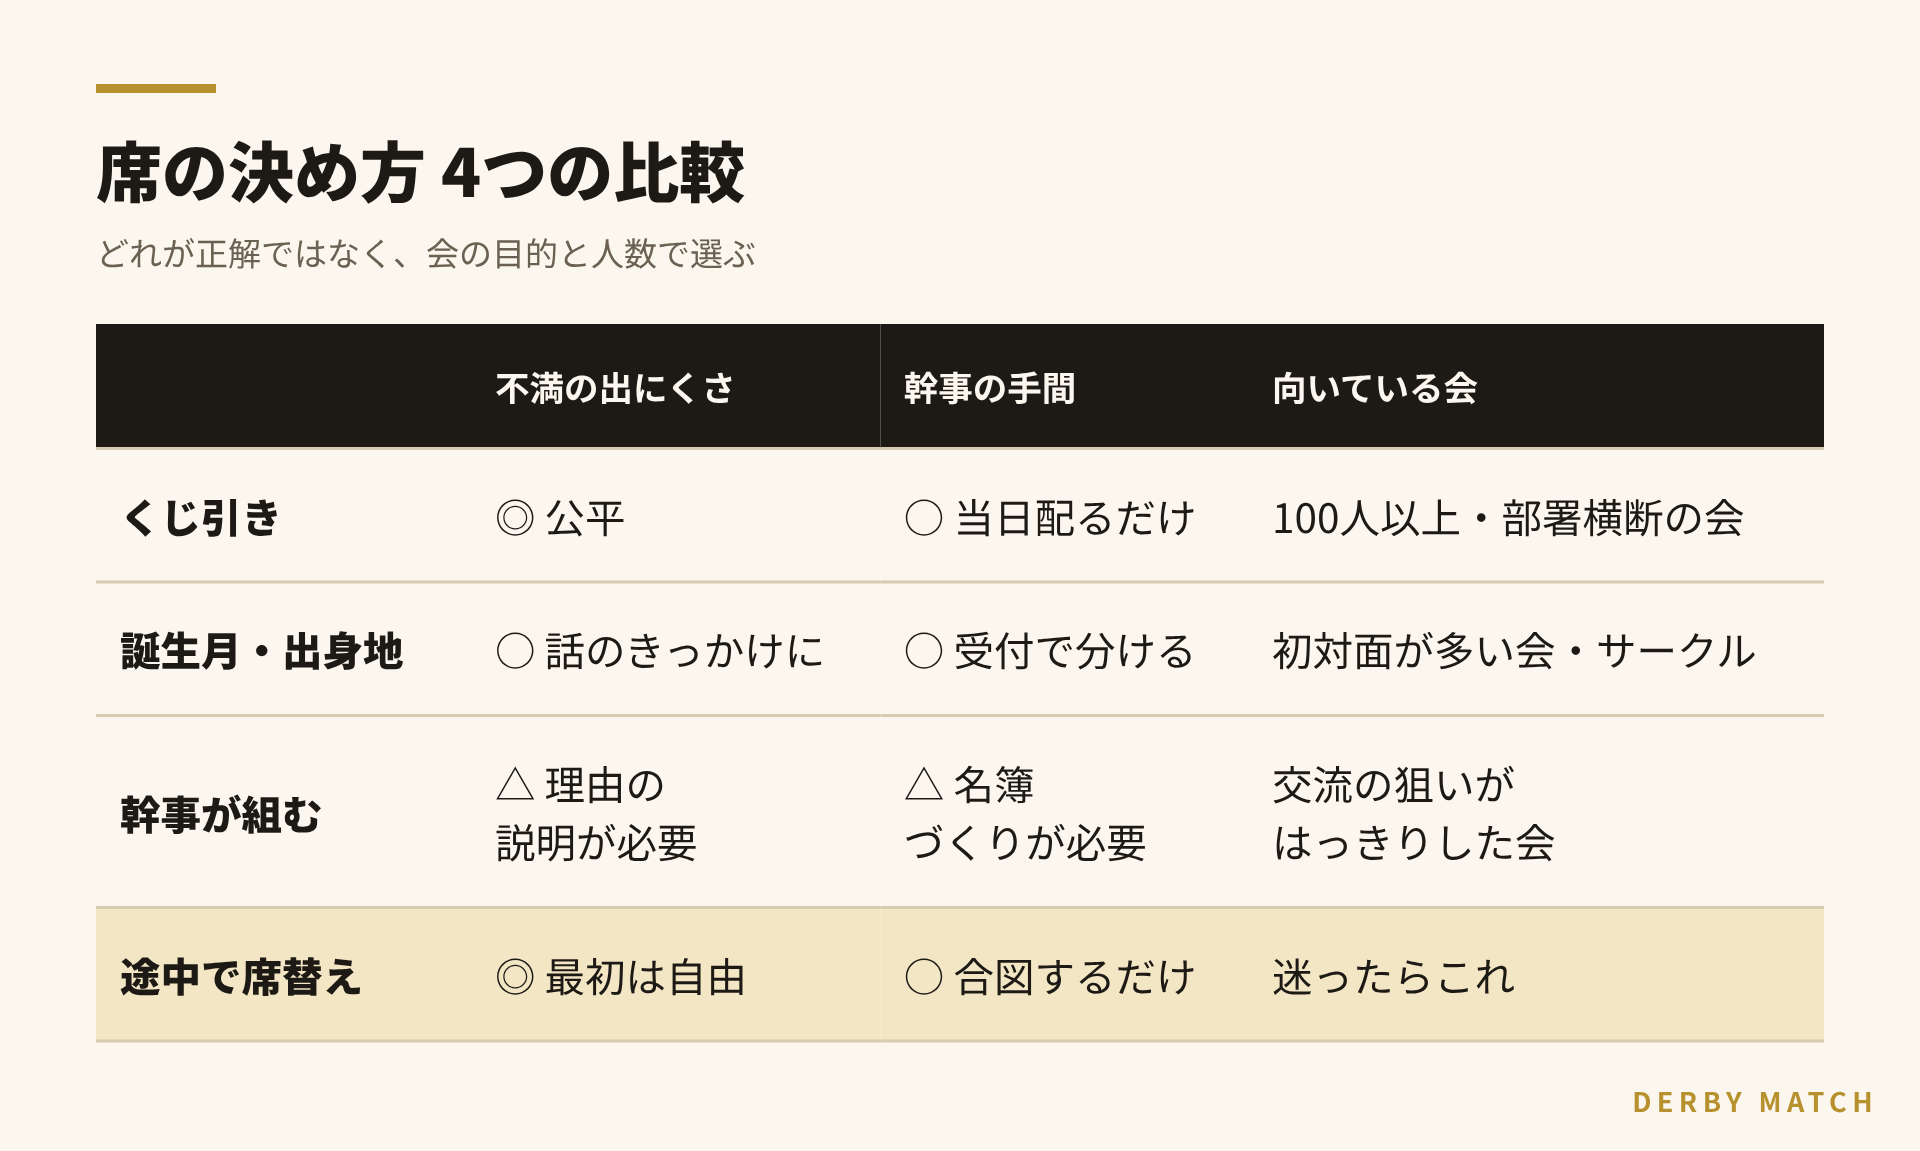 席の決め方 4つの比較
どれが正解ではなく、会の目的と人数で選ぶ
不満の出にくさ 幹事の手間 向いている会
くじ引き ◎ 公平 ○ 当日配るだけ 100人以上・部署横断の会
誕生月・出身地 ○ 話のきっかけに ○ 受付で分ける 初対面が多い会・サークル
幹事が組む △ 理由の説明が必要 △ 名簿づくりが必要 交流の狙いがはっきりした会
途中で席替え ◎ 最初は自由 ○ 合図するだけ 迷ったらこれ
DERBY MATCH